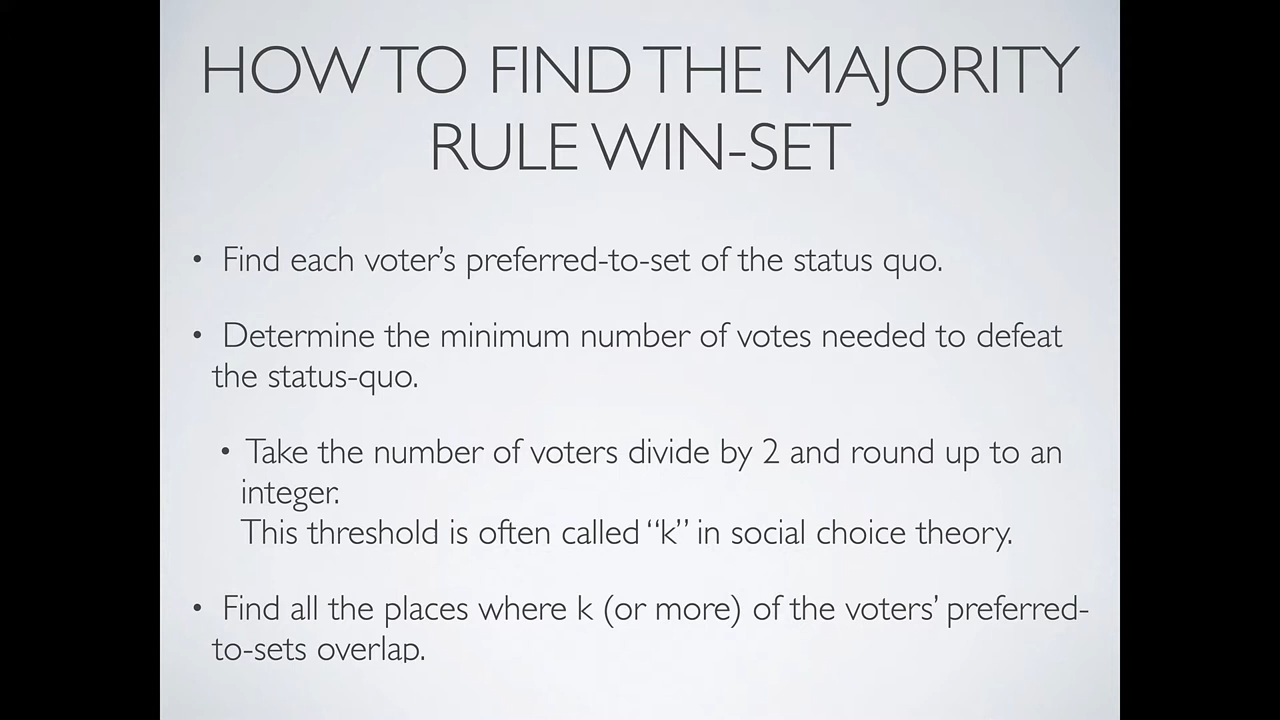 HOW TO FIND THE MAJORITY
RULE WIN-SET
• Find each voter's preferred-to-set of the status quo.
• Determine the minimum number of votes needed to defeat
the status-quo.
• Take the number of voters divide by 2 and round up to an
integer.
This threshold is often called “k” in social choice theory.
• Find all the places where k (or more) of the voters' preferred-
to-sets overlap.